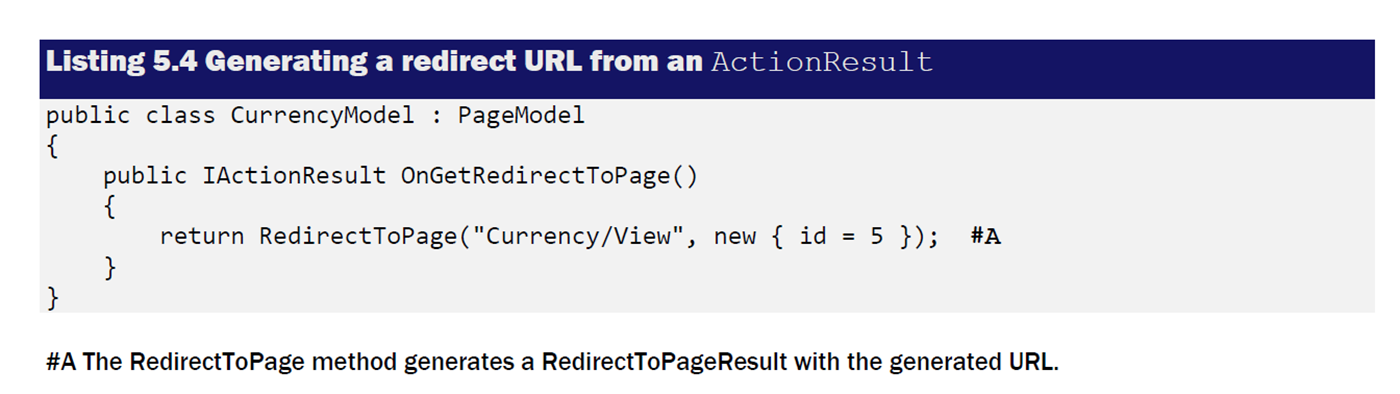 Listing 5.4 Generating a redirect URL from an ActionResult
public class CurrencyModel : PageModel
{
    public IActionResult OnGetRedirectToPage()
    {
        return RedirectToPage("Currency/View", new { id = 5 });  #A
    }
}
#A The RedirectToPage method generates a RedirectToPageResult with the generated URL.